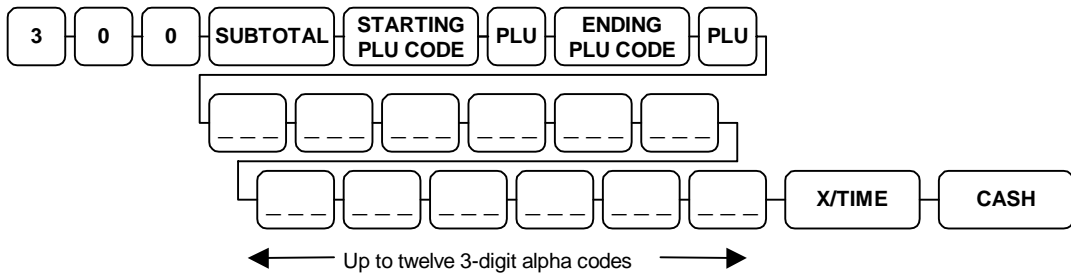 3 0 0 SUBTOTAL STARTING PLU CODE PLU ENDING PLU CODE PLU
_ _ _ _ _ _ _ _ _ _ _ _ _ _ _ _ _ _
_ _ _ _ _ _ _ _ _ _ _ _ _ _ _ _ _ _ X/TIME CASH
Up to twelve 3-digit alpha codes